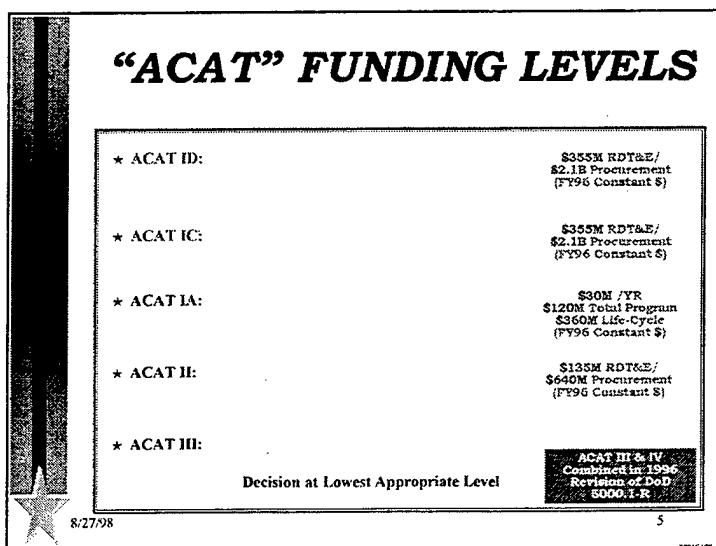 “ACAT” FUNDING LEVELS
★ ACAT ID:
$355M RDT&E/
$2.1B Procurement
(FY96 Constant $)
★ ACAT IC:
$355M RDT&E/
$2.1B Procurement
(FY96 Constant $)
★ ACAT IA:
$30M /YR
$120M Total Program
$360M Life-Cycle
(FY96 Constant $)
★ ACAT II:
$135M RDT&E/
$640M Procurement
(FY96 Constant $)
★ ACAT III:
Decision at Lowest Appropriate Level
ACAT III & IV
Combined in 1996
Revision of DoD
5000.1-R
8/27/98
5